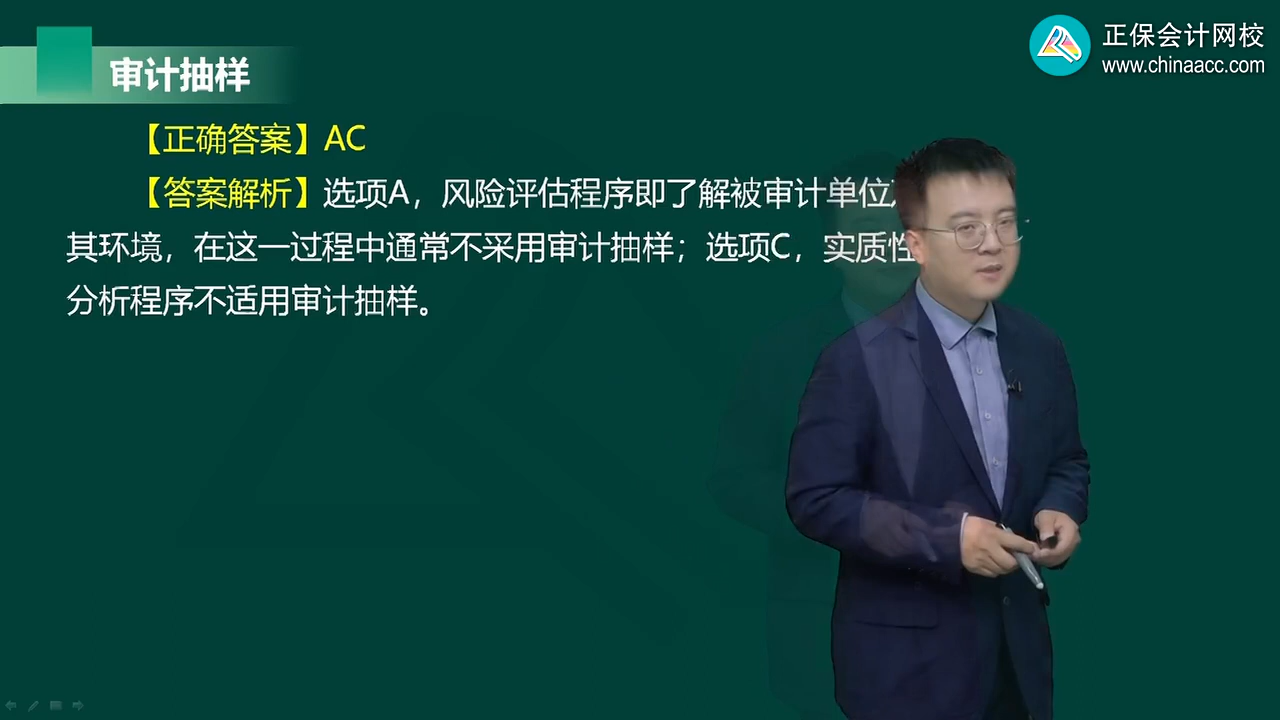 正保会计网校
www.chinaacc.com
审计抽样
【正确答案】AC
【答案解析】选项A，风险评估程序即了解被审计单位
其环境，在这一过程中通常不采用审计抽样；选项C，实质性
分析程序不适用审计抽样。